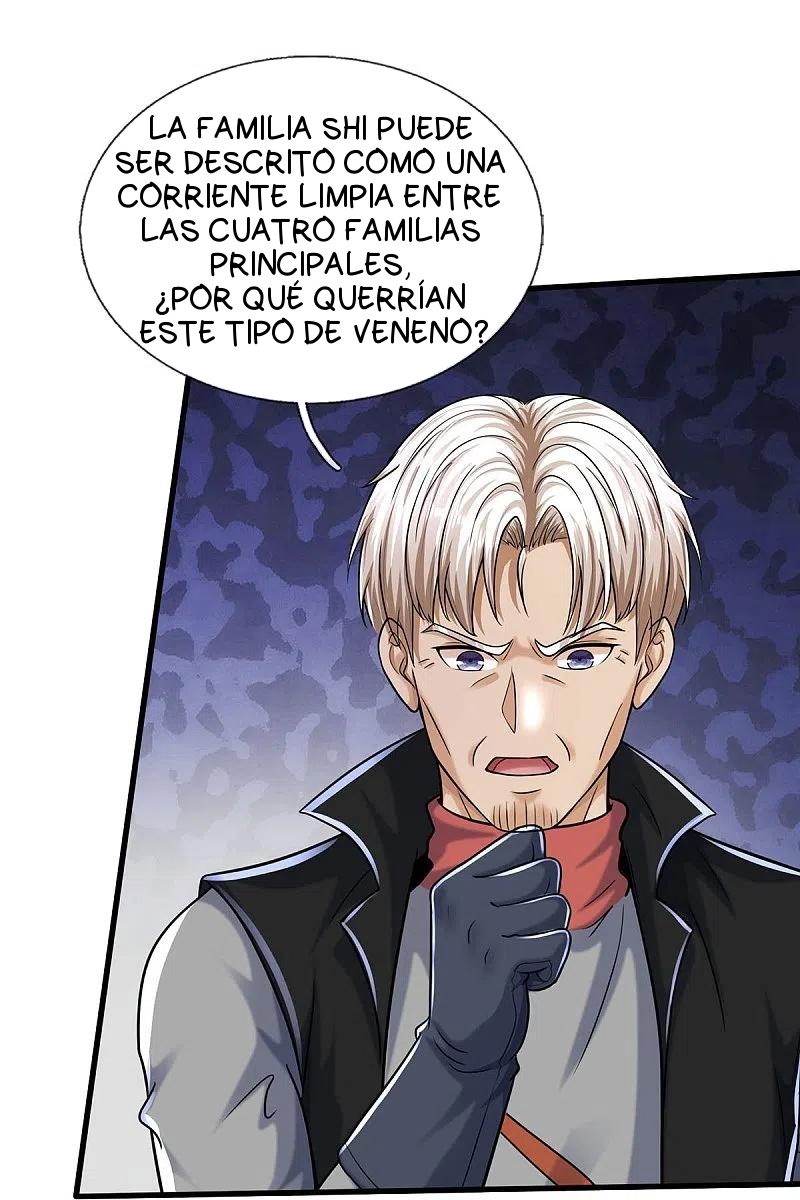 LA FAMILIA SHI PUEDE
SER DESCRITO COMO UNA
CORRIENTE LIMPIA ENTRE
LAS CUATRO FAMILIAS
PRINCIPALES,
¿POR QUÉ QUERRÍAN
ESTE TIPO DE VENENO?